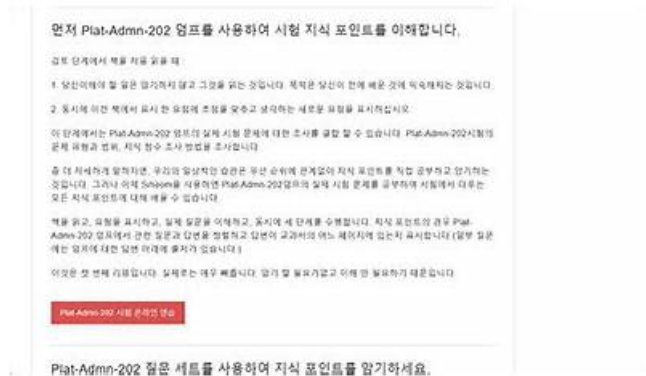 먼저 Plat-Admn-202 덤프를 사용하여 시험 지식 포인트를 이해합니다.
검토 단계에서 책을 처음 읽을 때 :
1. 당신이해야 할 일은 암기하지 않고 그것을 읽는 것입니다. 목적은 당신이 전에 배운 것에 익숙해지는 것입니다.
2. 동시에 이전 책에서 표시 한 요점에 초점을 맞추고 생각하는 새로운 요점을 표시하십시오.
이 단계에서는 Plat-Admn-202 덤프의 실제 시험 문제에 대한 조사를 결합 할 수 있습니다. Plat-Admn-202시험의
문제 유형과 범위, 지식 점수 조사 방법을 조사합니다.
좀 더 자세하게 말하자면, 우리의 일상적인 습관은 우선 순위에 관계없이 지식 포인트를 직접 공부하고 암기하는
것입니다. 그러나 이제 Siheom을 사용하면 Plat-Admn-202덤프의 실제 시험 문제를 공부하여 시험에서 다루는
모든 지식 포인트에 대해 배울 수 있습니다.
책을 읽고, 요점을 표시하고, 실제 질문을 이해하고, 동시에 세 단계를 수행합니다. 지식 포인트의 경우 Plat-
Admn-202 덤프에서 관련 질문과 답변을 정렬하고 답변이 교과서의 어느 페이지에 있는지 표시합니다 (일부 질문
에는 덤프에 대한 답변 아래에 출처가 있습니다.)
이것은 첫 번째 리뷰입니다. 실제로는 매우 빠릅니다. 암기 할 필요가없고 이해 만 필요하기 때문입니다.
Plat-Admn-202 시험 온라인 연습
Plat-Admn-202 질문 세트를 사용하여 지식 포인트를 암기하세요.